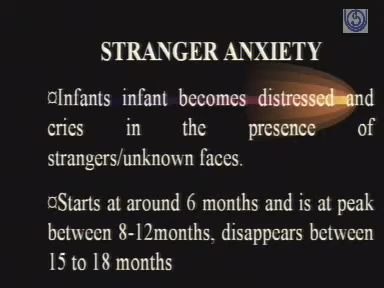 STRANGER ANXIETY
¤Infants infant becomes distressed and
cries in the presence of
strangers/unknown faces.
¤Starts at around 6 months and is at peak
between 8-12months, disappears between
15 to 18 months